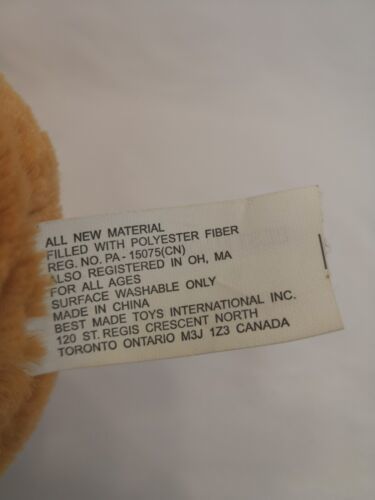 ALL NEW MATERIAL
FILLED WITH POLYESTER FIBER
REG. NO. PA - 15075(CN)
ALSO REGISTERED IN OH, MA
FOR ALL AGES
SURFACE WASHABLE ONLY
MADE IN CHINA
BEST MADE TOYS INTERNATIONAL INC.
120 ST. REGIS CRESCENT NORTH
TORONTO ONTARIO M3J 1Z3 CANADA